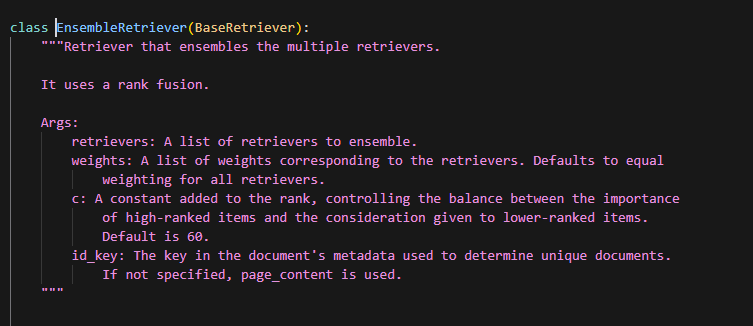 class EnsembleRetriever(BaseRetriever):
"""Retriever that ensembles the multiple retrievers.
It uses a rank fusion.
Args:
retrievers: A list of retrievers to ensemble.
weights: A list of weights corresponding to the retrievers. Defaults to equal
weighting for all retrievers.
c: A constant added to the rank, controlling the balance between the importance
of high-ranked items and the consideration given to lower-ranked items.
Default is 60.
id_key: The key in the document's metadata used to determine unique documents.
If not specified, page_content is used.
"""